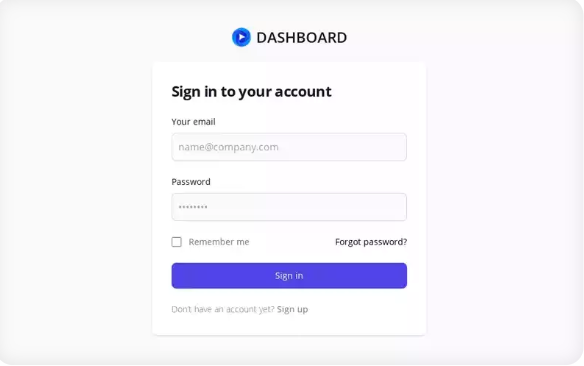 DASHBOARD
Sign in to your account
Your email
name@company.com
Password
••••••••
Remember me Forgot password?
Sign in
Don't have an account yet? Sign up